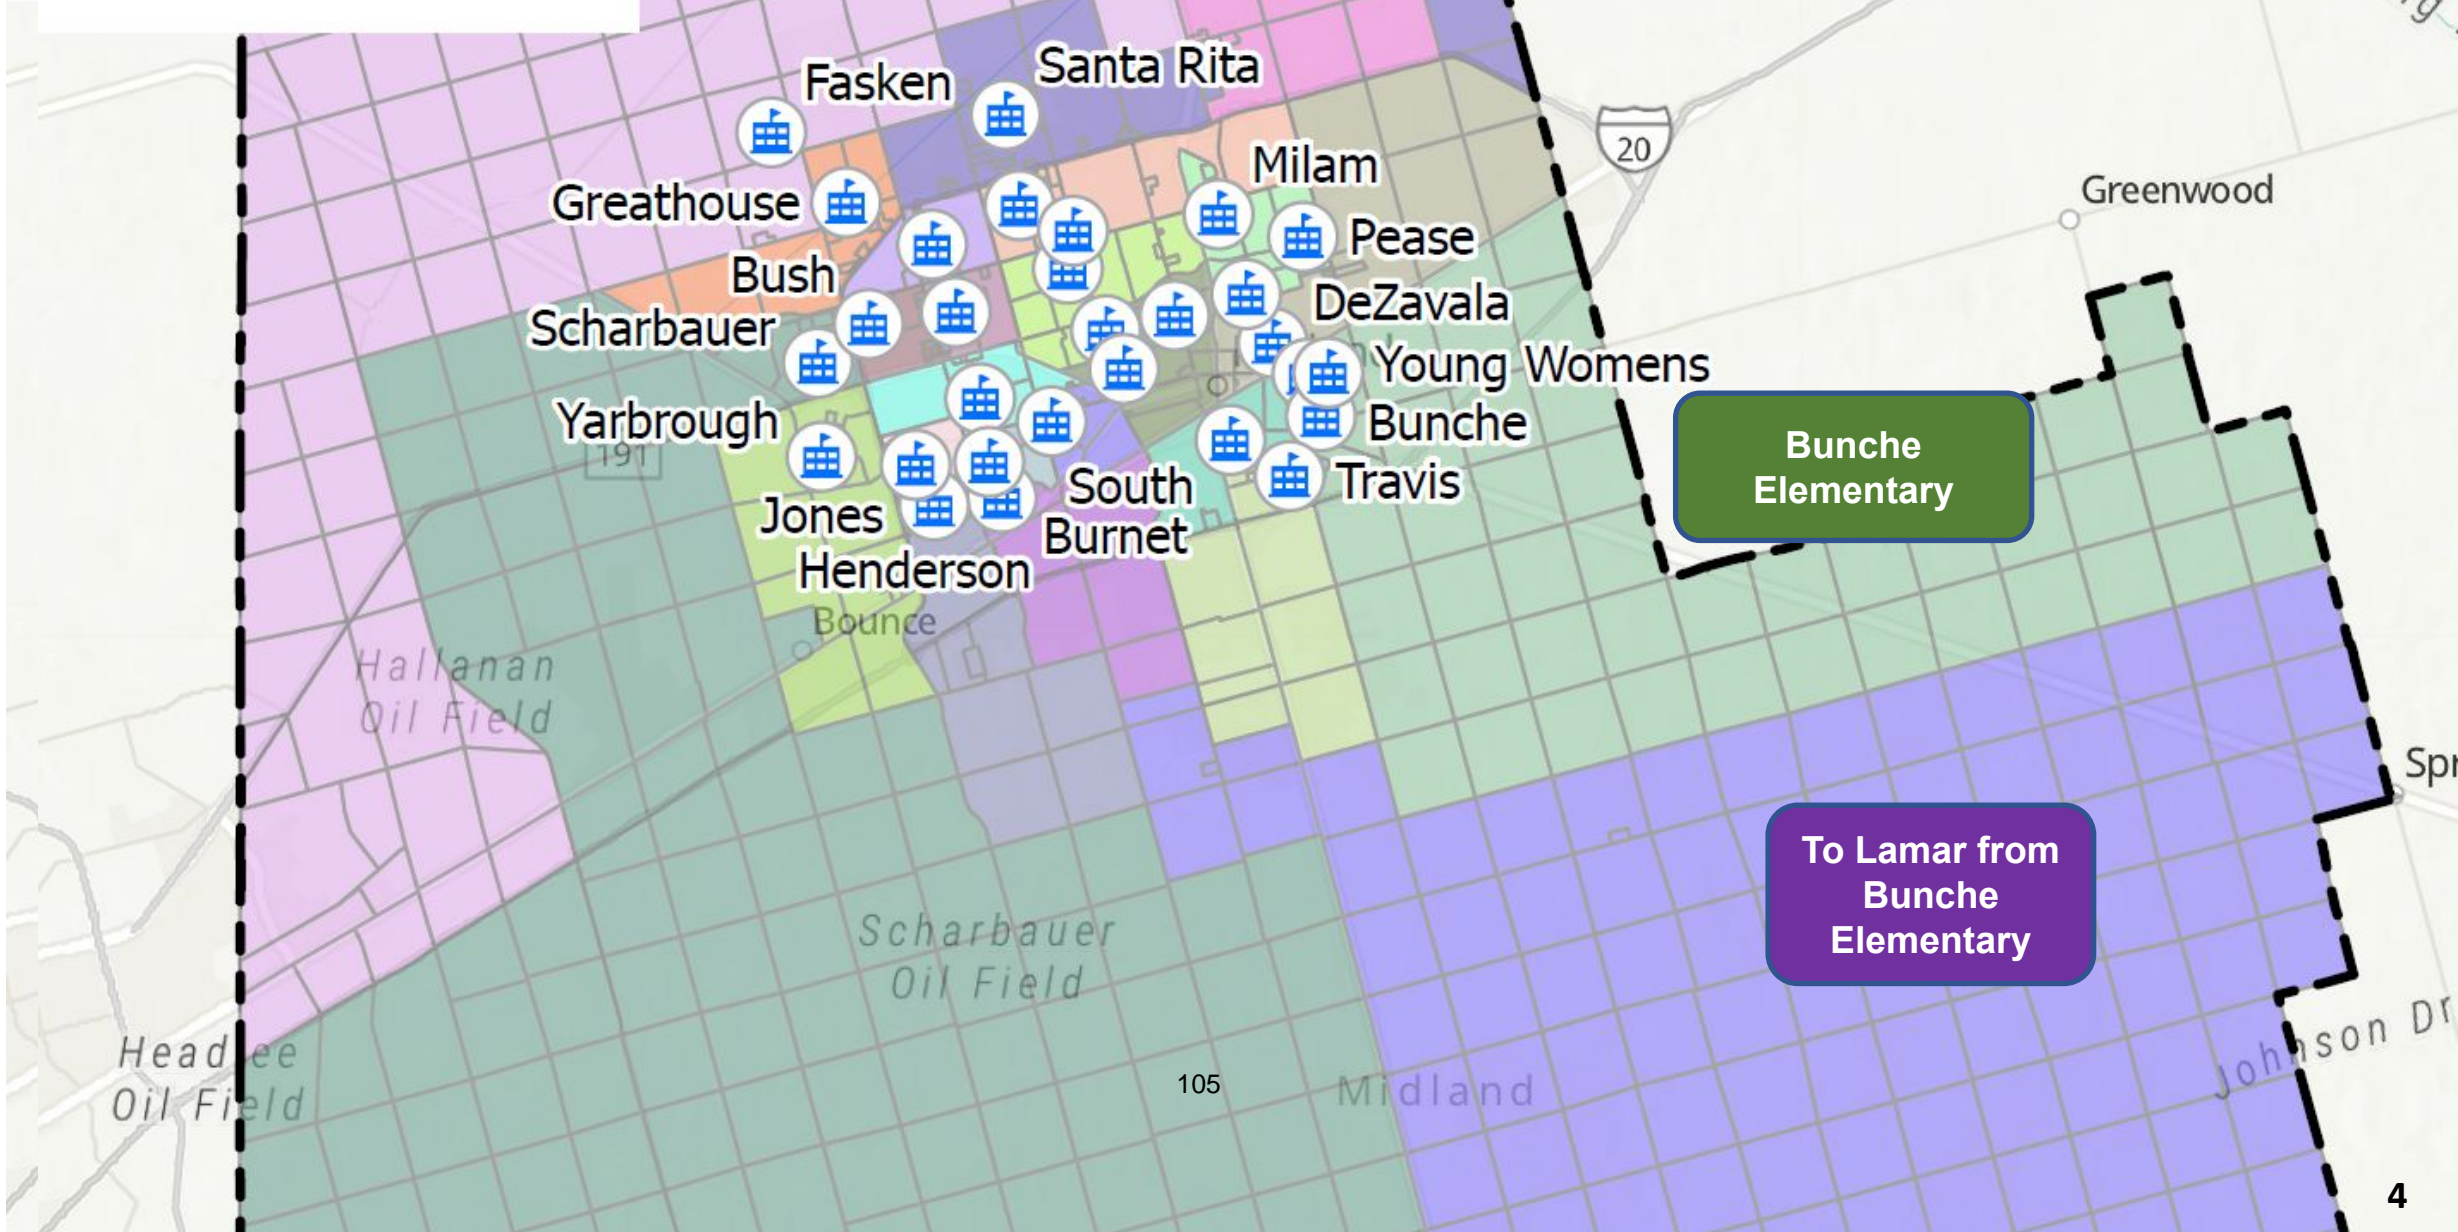 Santa Rita
Fasken
20
Milam
Greenwood
Greathouse
Pease
Bush
DeZavala
Scharbauer
Young Womens
Yarbrough
Bunche
191
Bunche
Elementary
Travis
South
Jones
Burnet
Henderson
Bounce
Hallanan
Oil Field
Spr
To Lamar from
Bunche
Elementary
Scharbauer
Oil Field
Johnson Dr
Oil Field
105
Midland
4